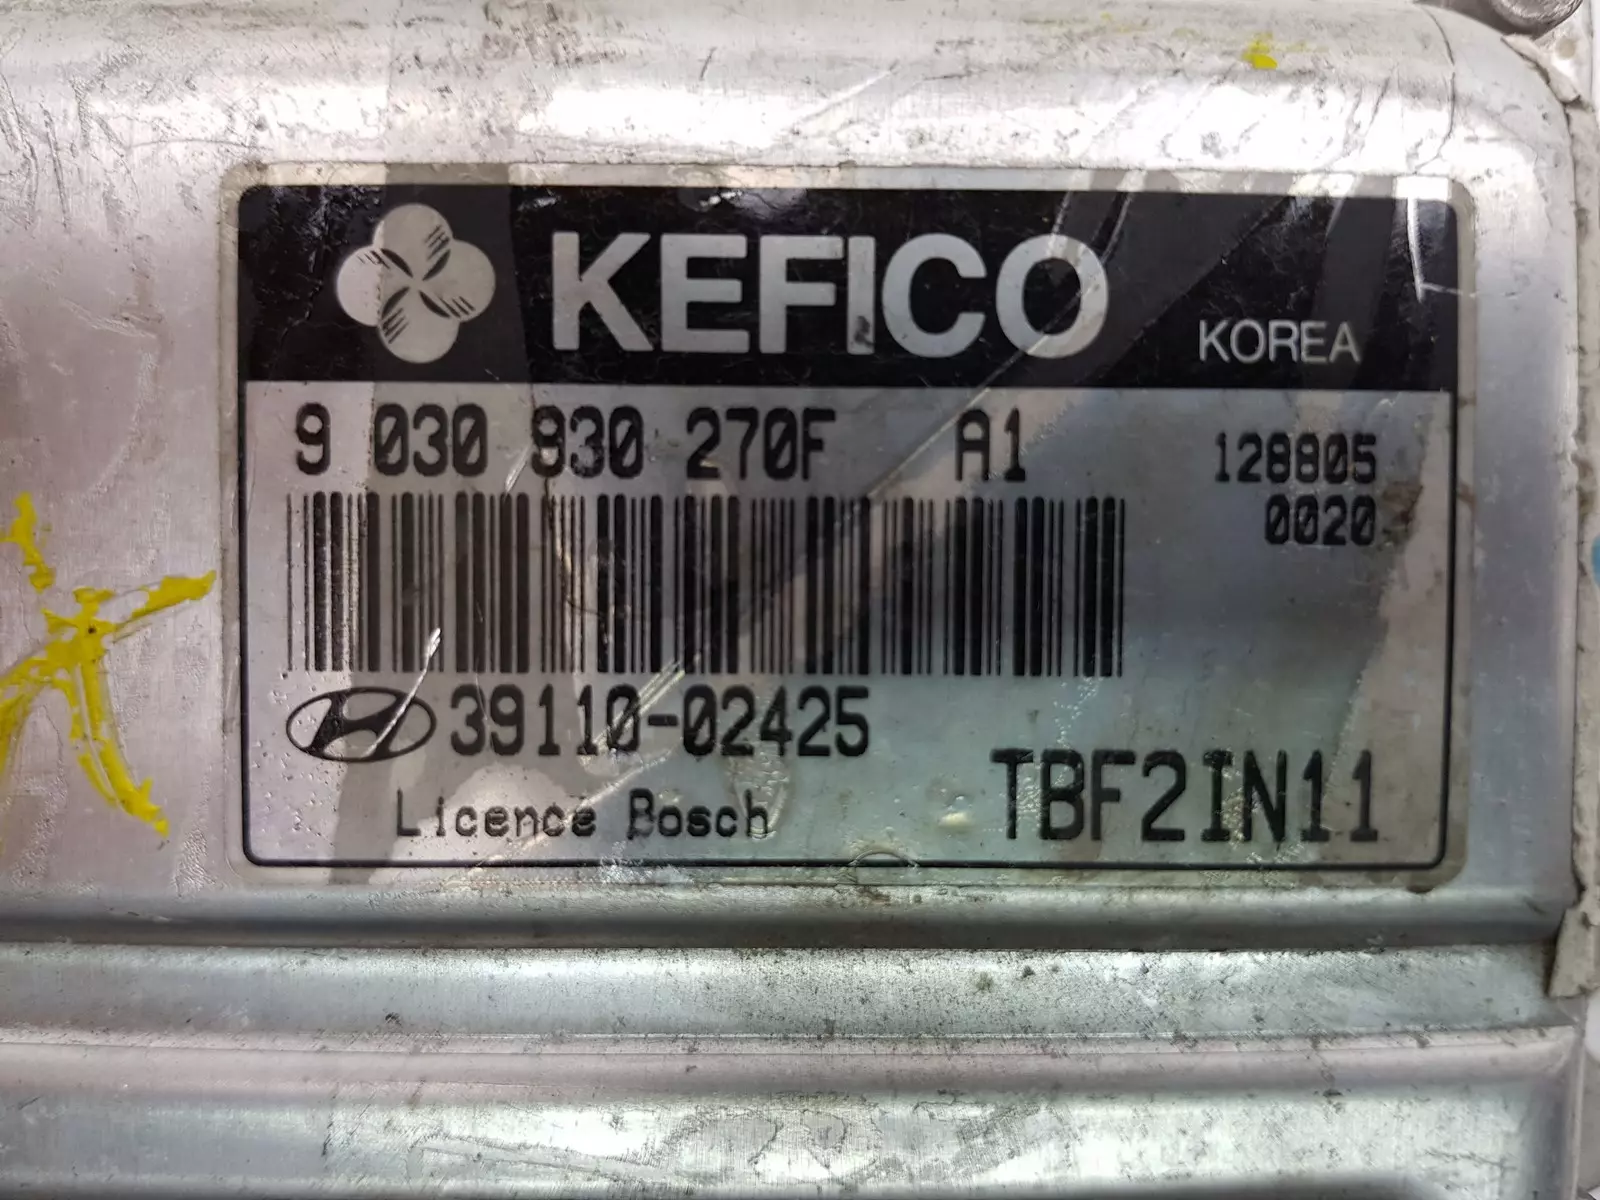 KEFICO KOREA
9 030 930 270F A1 128805
0020
39110-02425
TBF2IN11
Licence Bosch